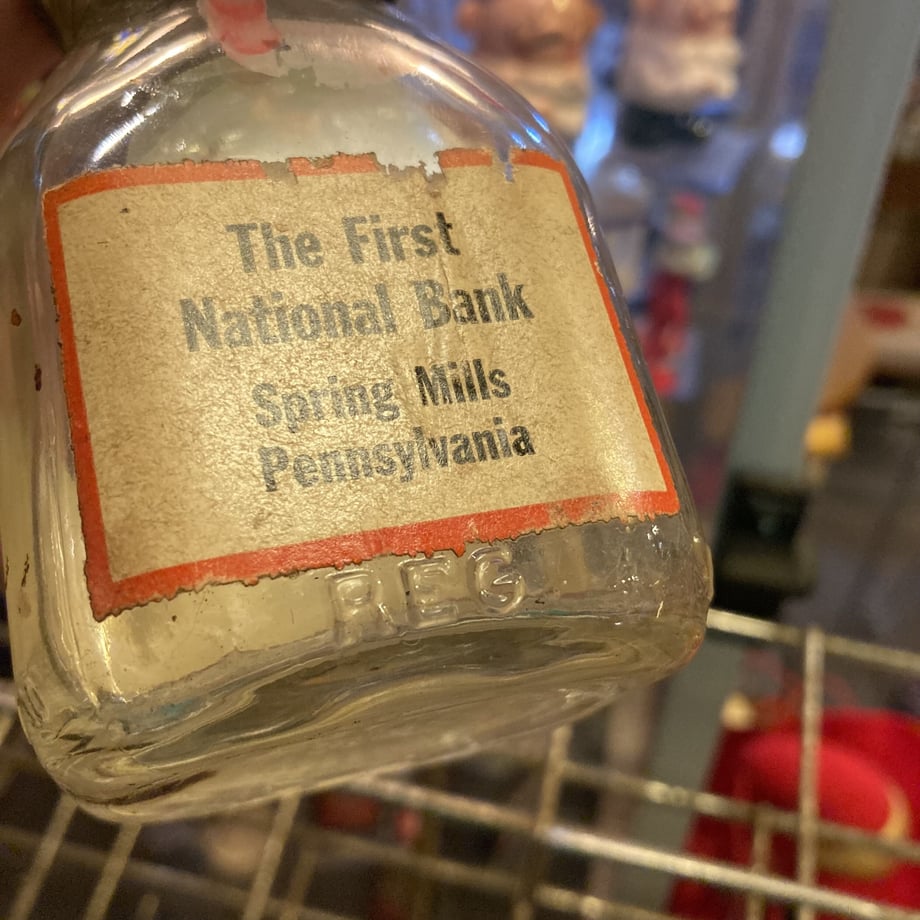 The First
National Bank
Spring Mills
Pennsylvania
REG